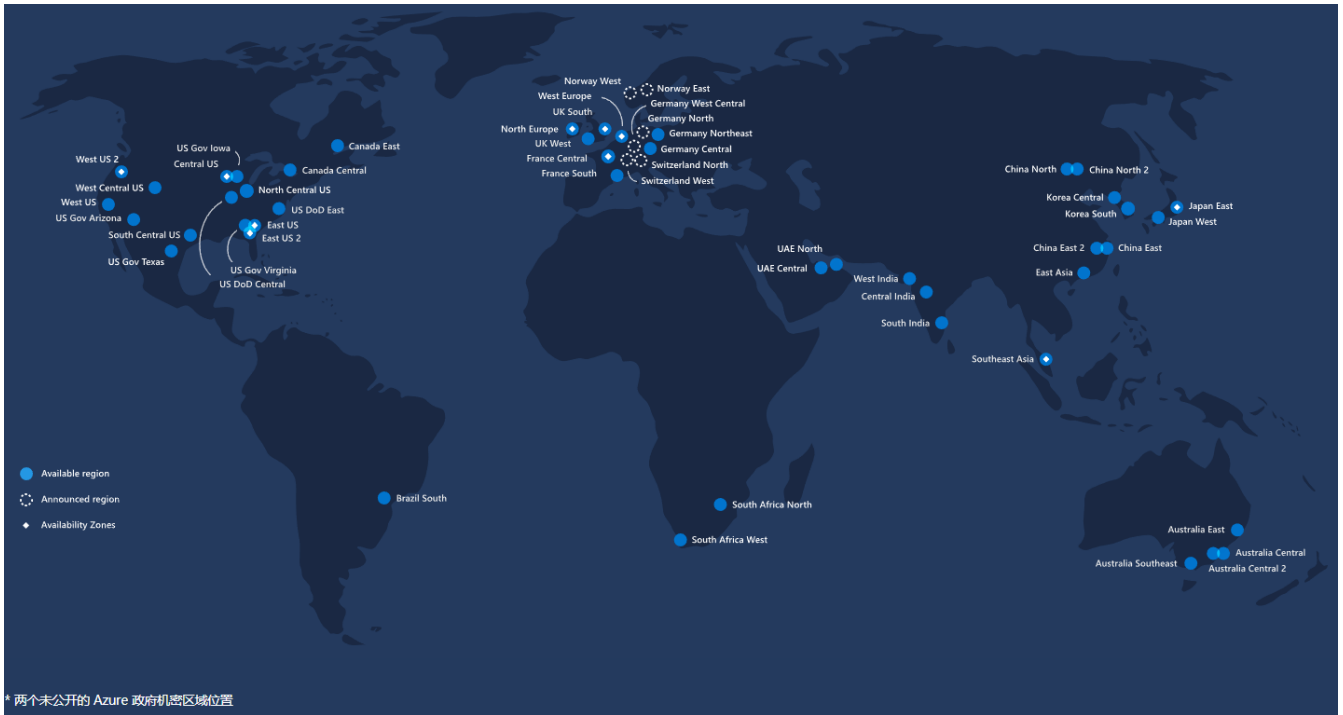 Norway West
Norway East
West Europe
Germany West Central
UK South
Germany North
North Europe
Germany Northeast
UK West
Germany Central
France Central
Switzerland North
France South
Switzerland West
US Gov Iowa
Canada East
West US 2
Central US
Canada Central
West Central US
North Central US
West US
US DoD East
US Gov Arizona
East US
South Central US
East US 2
US Gov Texas
US Gov Virginia
US DoD Central
China North
China North 2
Korea Central
Japan East
Korea South
Japan West
UAE North
China East 2
China East
UAE Central
East Asia
West India
Central India
South India
Southeast Asia
Available region
Announced region
Availability Zones
Brazil South
South Africa North
South Africa West
Australia East
Australia Central
Australia Southeast
Australia Central 2
* 两个未公开的 Azure 政府机密区域位置